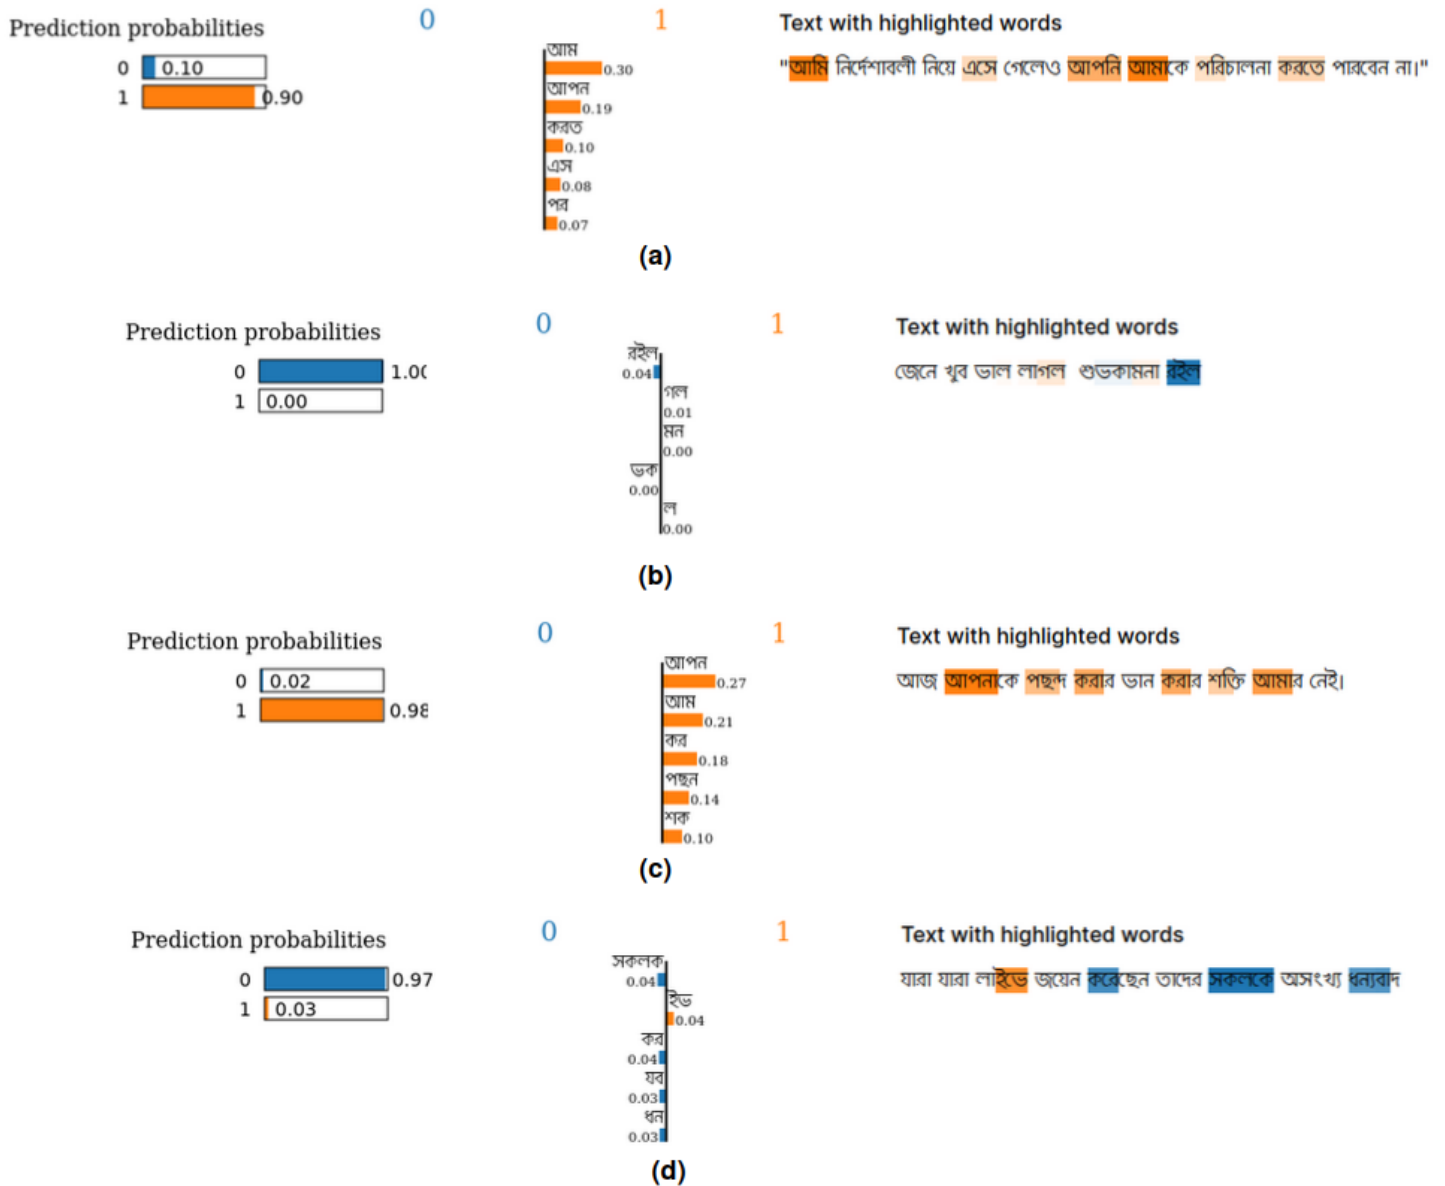 Prediction probabilities
0 0.10
1 0.90
0 1
আম
0.30
আপন
0.19
করত
0.10
এস
0.08
পর
0.07
Text with highlighted words
"আমি নির্দেশাবলী নিয়ে এসে গেলেও আপনি আমাকে পরিচালনা করতে পারবেন না।"
(a)
Prediction probabilities
0 1.00
1 0.00
0 1
রইল
0.04
গল
0.01
মন
0.00
ভক
0.00
ল
0.00
Text with highlighted words
জেনে খুব ভাল লাগল শুভকামনা রইল
(b)
Prediction probabilities
0 0.02
1 0.98
0 1
আপন
0.27
আম
0.21
কর
0.18
পছন
0.14
শক
0.10
Text with highlighted words
আজ আপনাকে পছন্দ করার ভান করার শক্তি আমার নেই।
(c)
Prediction probabilities
0 0.97
1 0.03
0 1
সকলক
0.04
ইভ
0.04
কর
0.04
যব
0.03
ধন
0.03
Text with highlighted words
যারা যারা লাইভে জয়েন করেছেন তাদের সকলকে অসংখ্য ধন্যবাদ
(d)